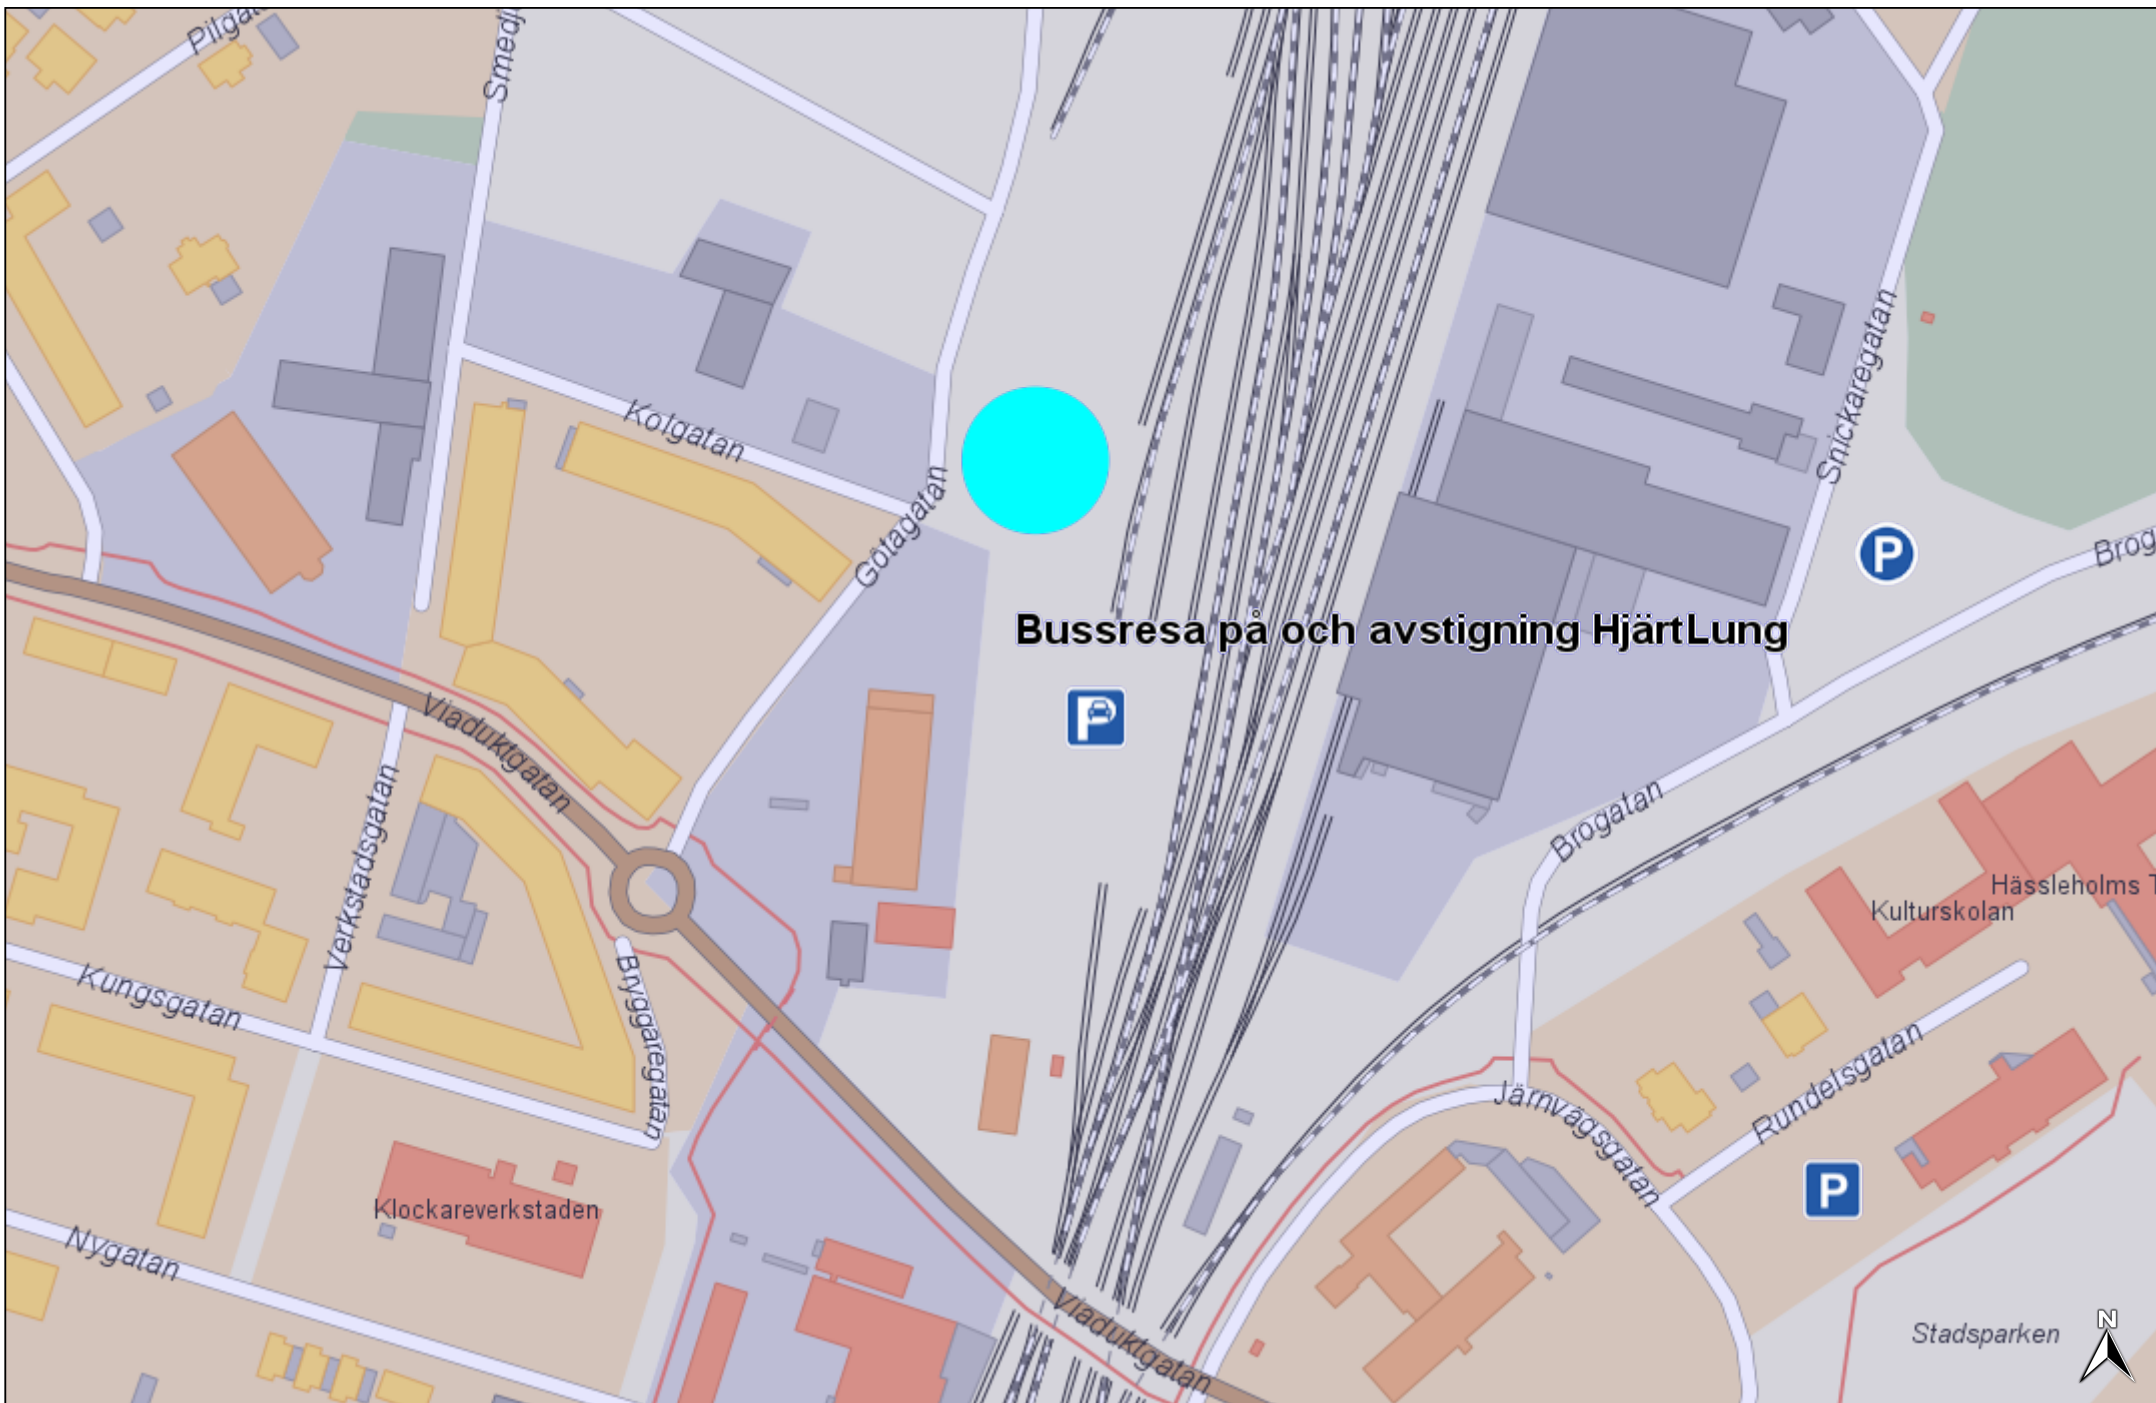 Pilga
Smedj
Snickaregatan
Kolgatan
Götagatan
Brog
P
Bussresa på och avstigning HjärtLung
P
Viaduktgatan
Brogatan
Verkstadsgatan
Hässleholms T
Kulturskolan
Kungsgatan
Bryggaregatan
Rundelsgatan
Järnvägsgatan
P
Klockareverkstaden
Nygatan
Viaduktgatan
Stadsparken
N